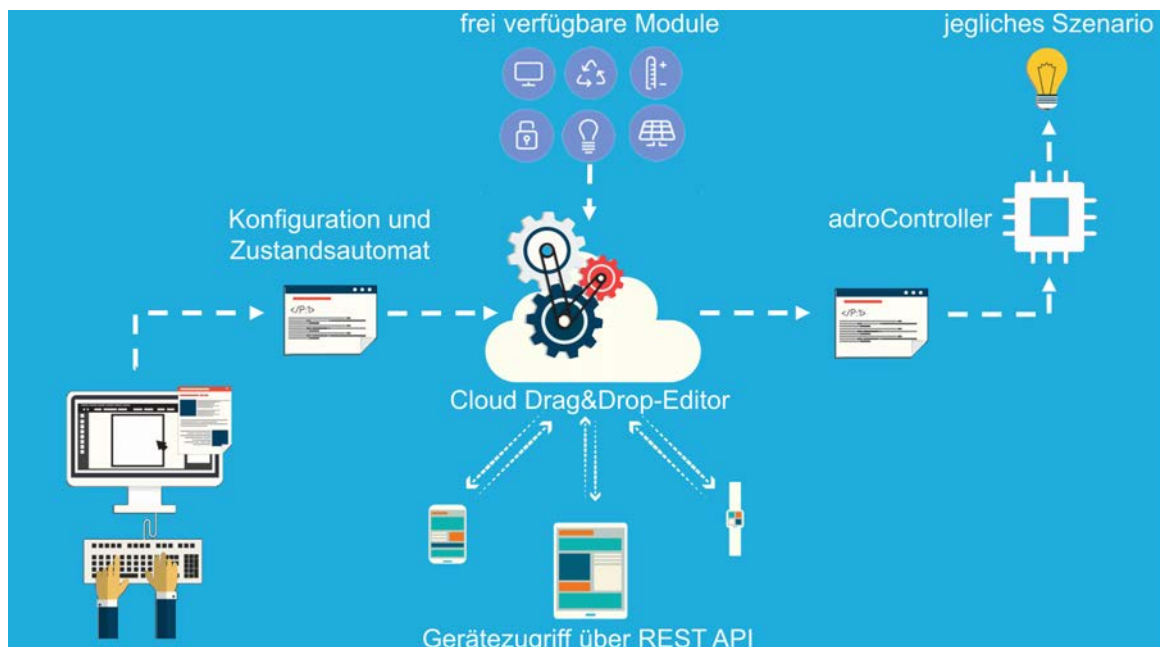 frei verfügbare Module
jegliches Szenario
Konfiguration und
Zustandsautomat
adroController
</P:>
</P:>
Cloud Drag&Drop-Editor
Gerätezugriff über REST API